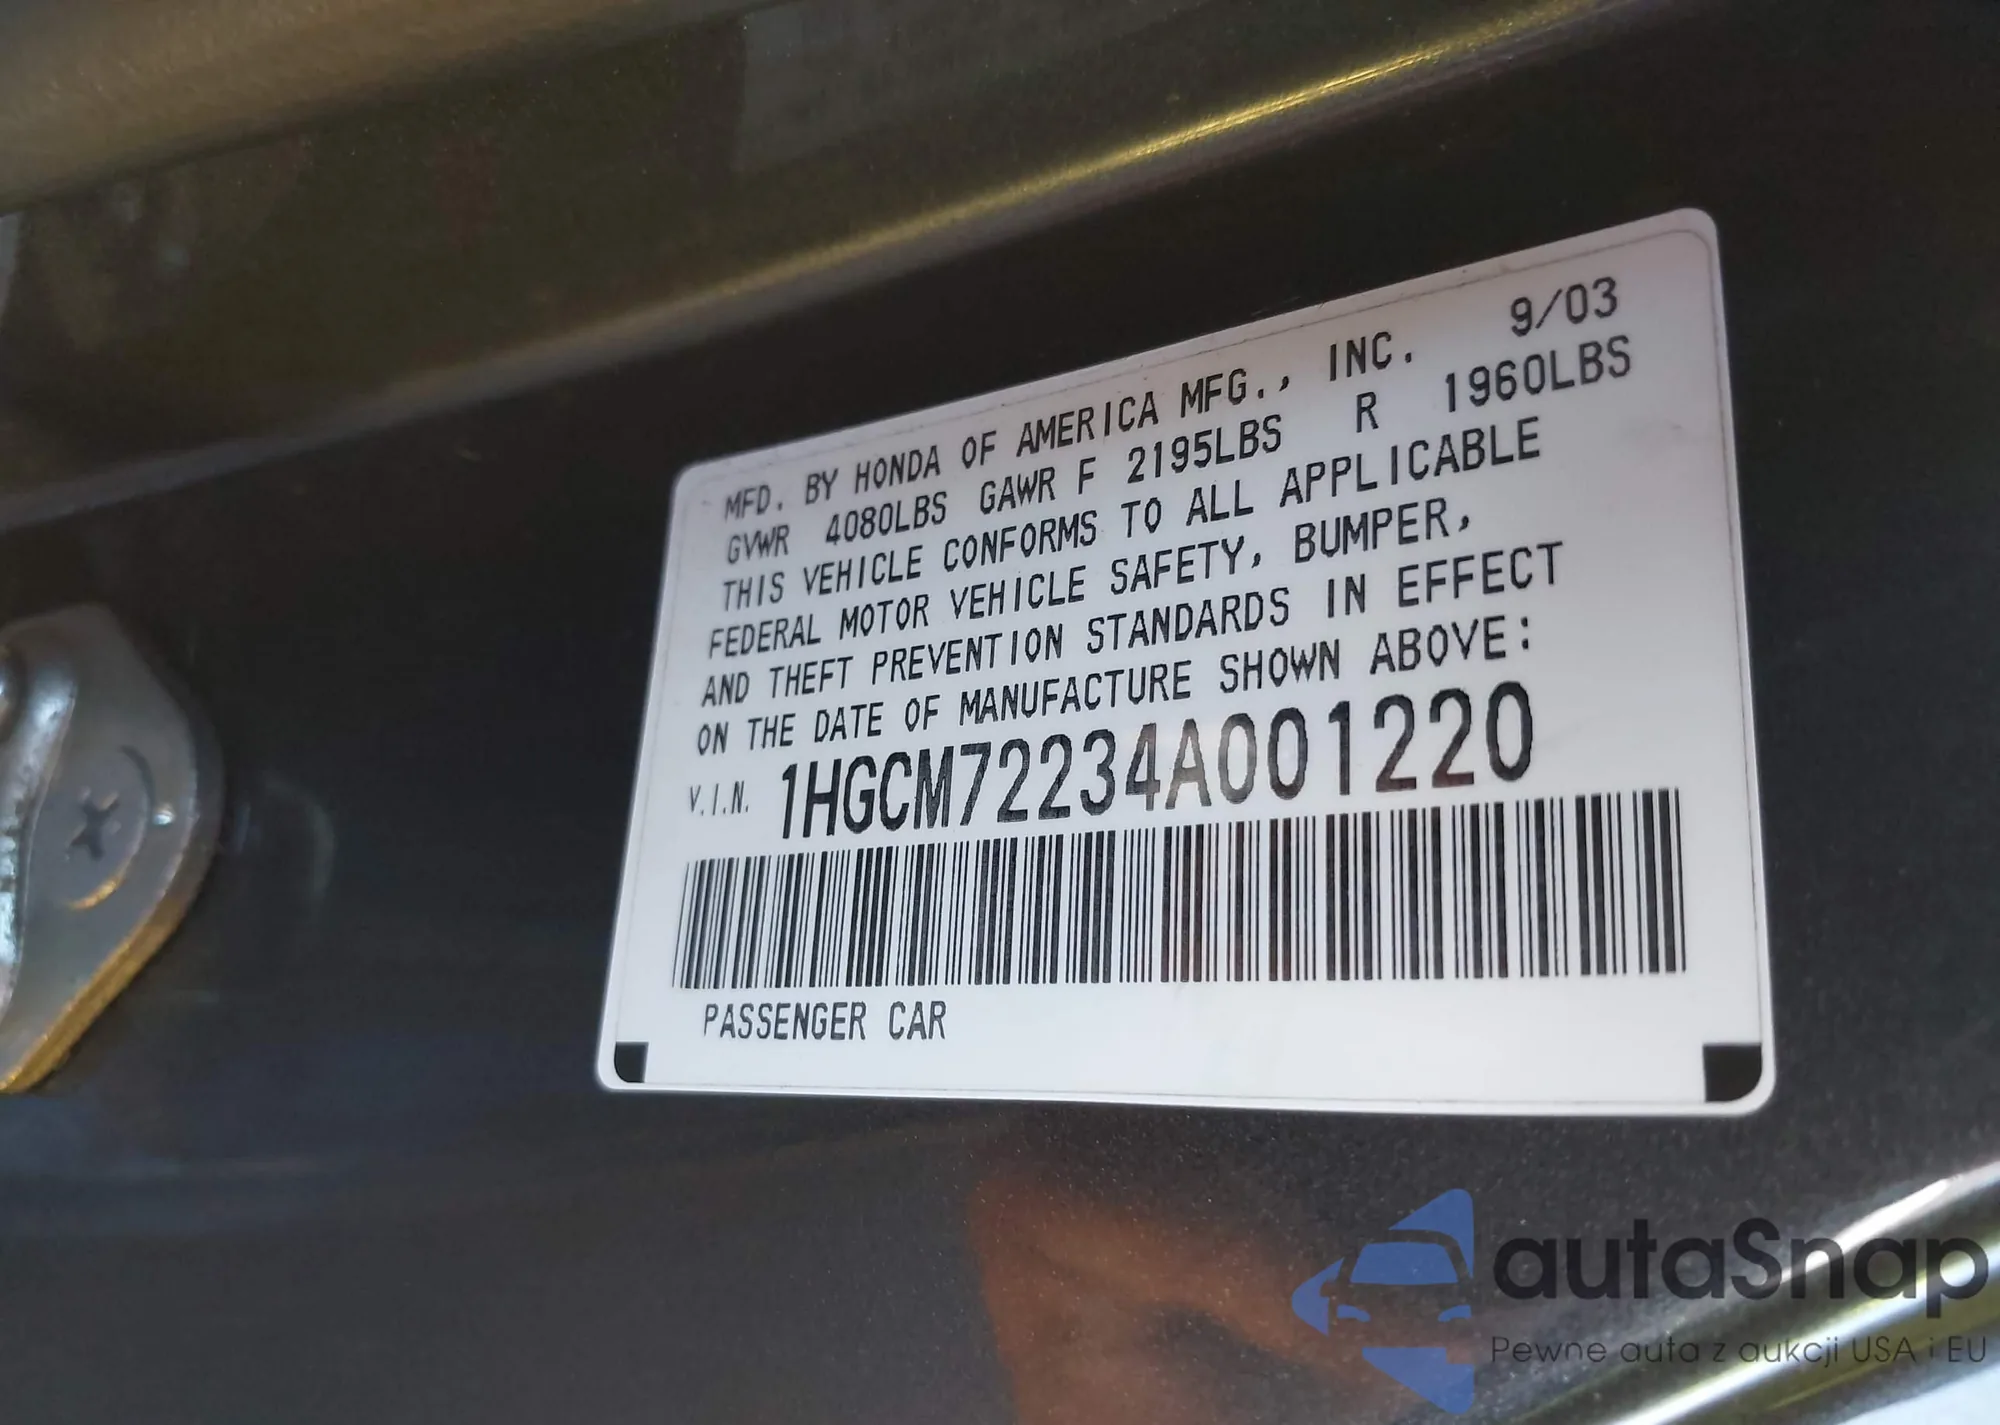 MFD. BY HONDA OF AMERICA MFG., INC. 9/03
GVWR 4080LBS GAWR F 2195LBS R 1960LBS
THIS VEHICLE CONFORMS TO ALL APPLICABLE
FEDERAL MOTOR VEHICLE SAFETY, BUMPER,
AND THEFT PREVENTION STANDARDS IN EFFECT
ON THE DATE OF MANUFACTURE SHOWN ABOVE:
V.I.N. 1HGCM72234A001220
PASSENGER CAR
autaSnap
Pewne auta z aukcji USA i EU